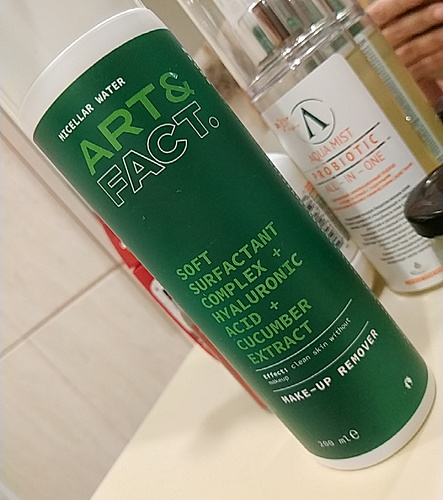 MICELLAR WATER
ART&
FACT.
SOFT
SURFACTANT
COMPLEX +
HYALURONIC
ACID +
CUCUMBER
EXTRACT
Effect: clean skin without
makeup
MAKE-UP REMOVER
200 ml e
AQUA MIST
PROBIOTIC
ALL-IN-ONE